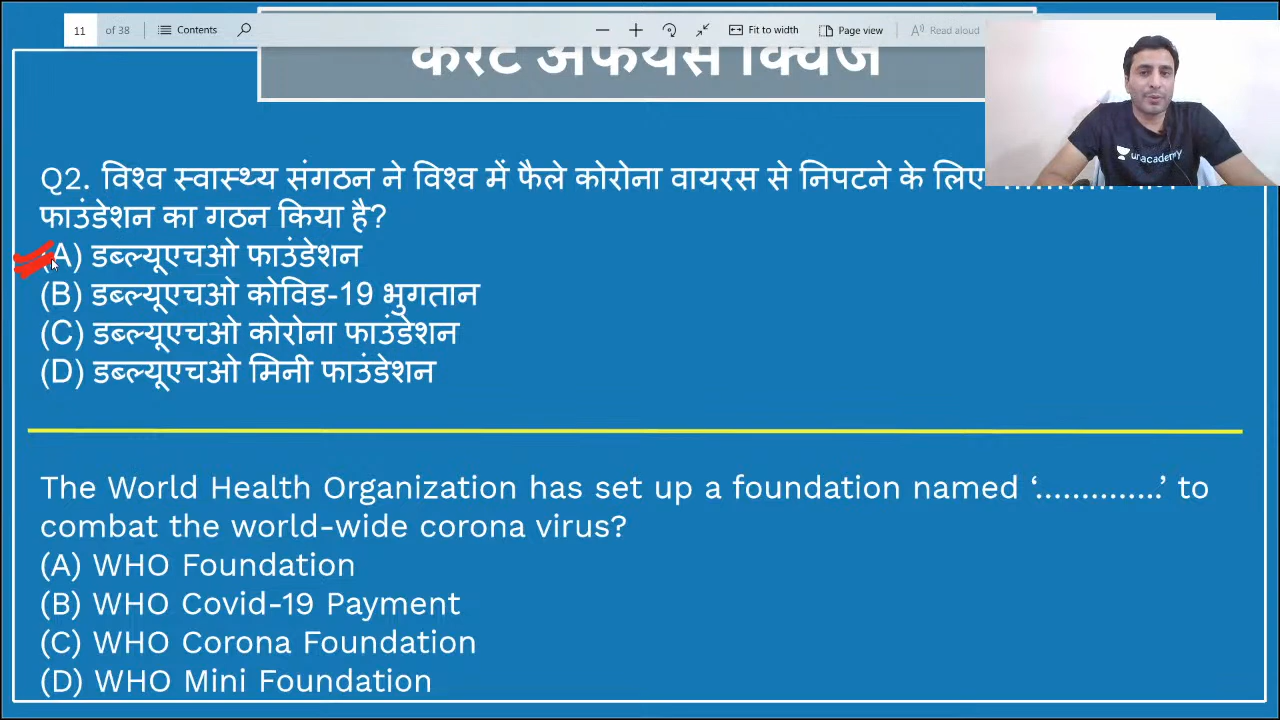 11 of 38 Contents Fit to width Page view Read aloud
करेंट अफेयर्स क्विज
unacademy
Q2. विश्व स्वास्थ्य संगठन ने विश्व में फैले कोरोना वायरस से निपटने के लिए
फाउंडेशन का गठन किया है?
(A) डब्ल्यूएचओ फाउंडेशन
(B) डब्ल्यूएचओ कोविड-19 भुगतान
(C) डब्ल्यूएचओ कोरोना फाउंडेशन
(D) डब्ल्यूएचओ मिनी फाउंडेशन
The World Health Organization has set up a foundation named ‘..............’ to
combat the world-wide corona virus?
(A) WHO Foundation
(B) WHO Covid-19 Payment
(C) WHO Corona Foundation
(D) WHO Mini Foundation